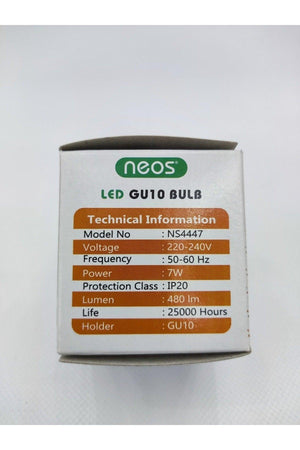 neos®
LED GU10 BULB
Technical Information
Model No : NS4447
Voltage : 220-240V
Frequency : 50-60 Hz
Power : 7W
Protection Class : IP20
Lumen : 480 lm
Life : 25000 Hours
Holder : GU10